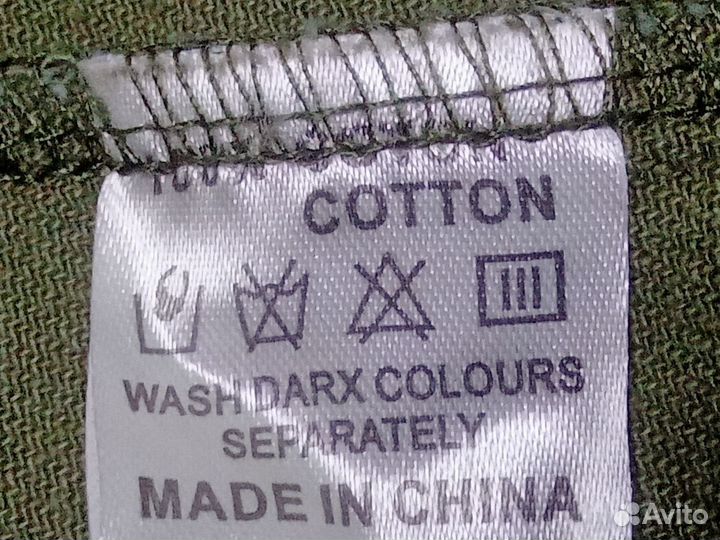 COTTON
WASH DARX COLOURS
SEPARATELY
MADE IN CHINA
Avito